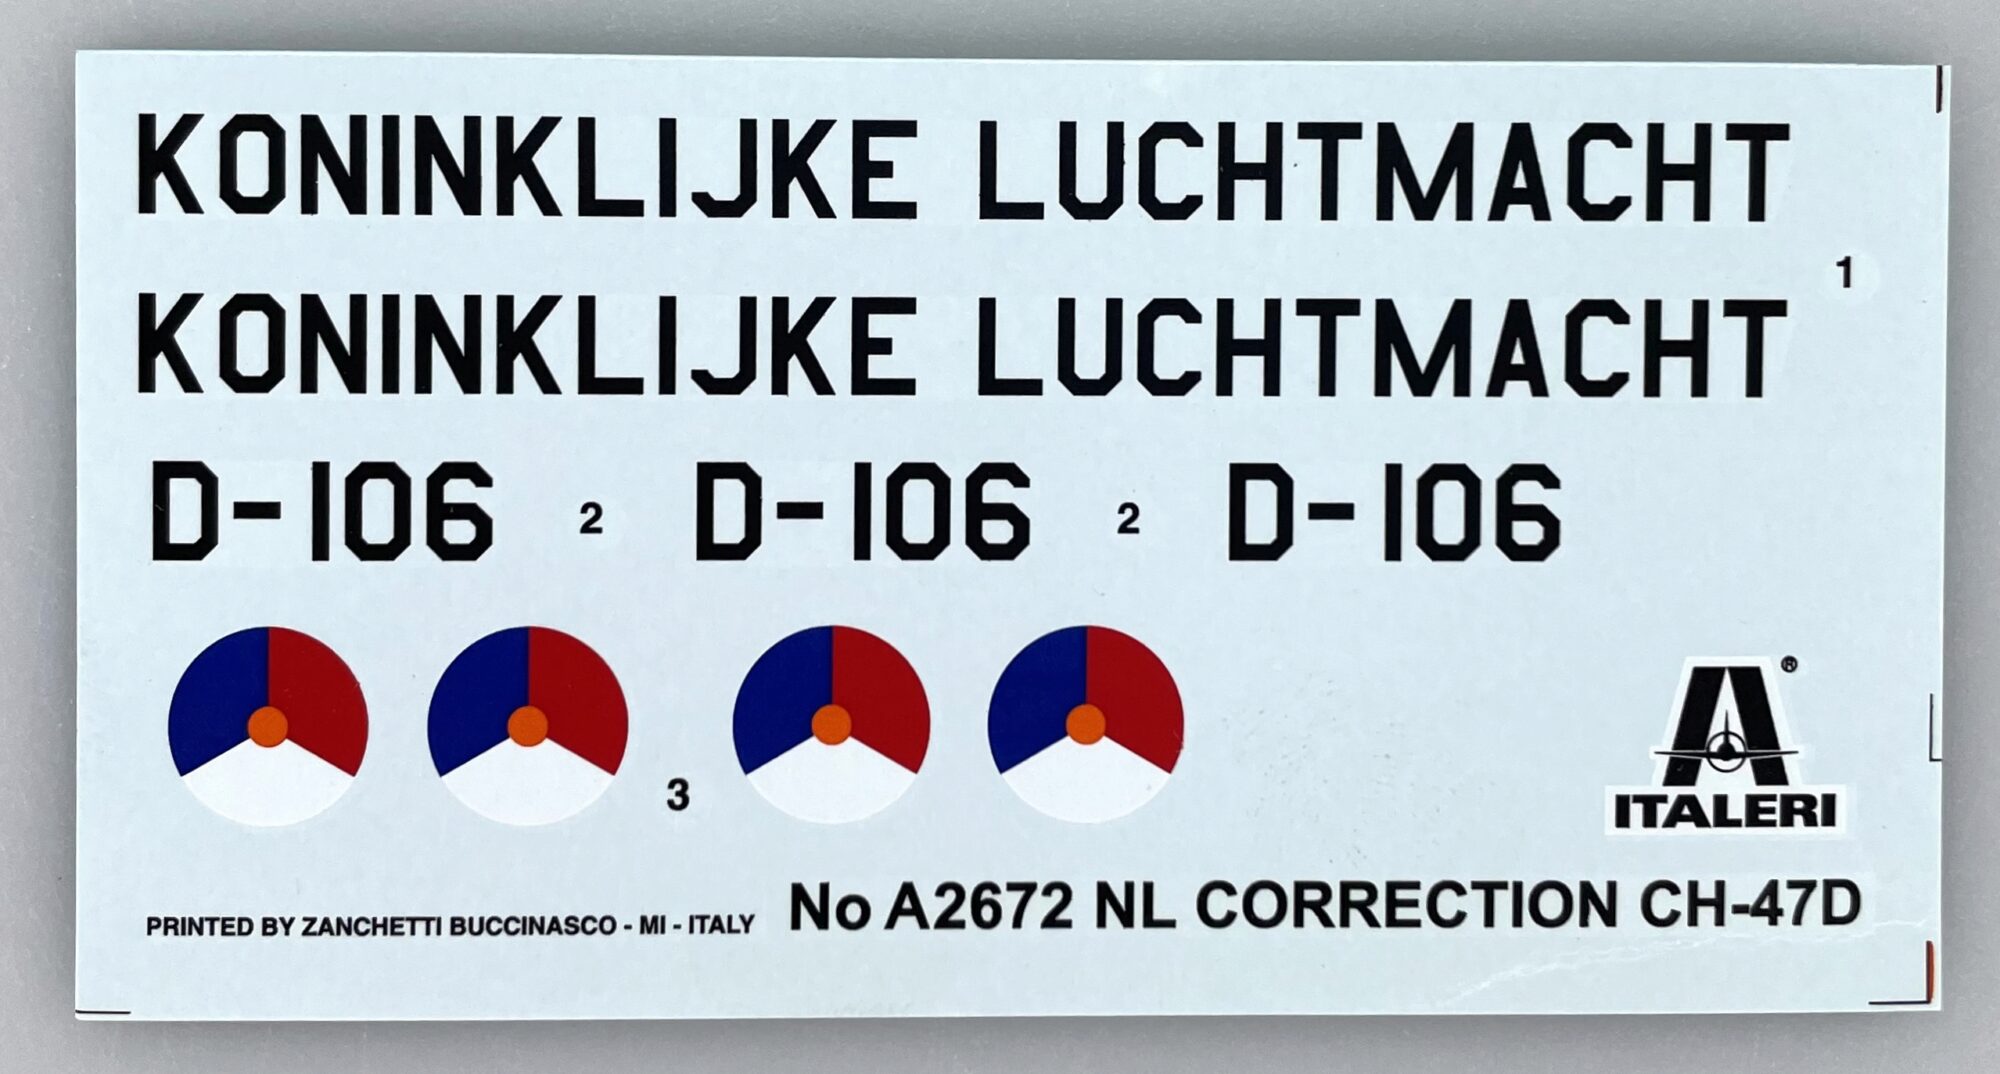 KONINKLIJKE LUCHTMACHT
1
KONINKLIJKE LUCHTMACHT
D-106 2 D-106 2 D-106
3
®
ITALERI
PRINTED BY ZANCHETTI BUCCINASCO - MI - ITALY
No A2672 NL CORRECTION CH-47D